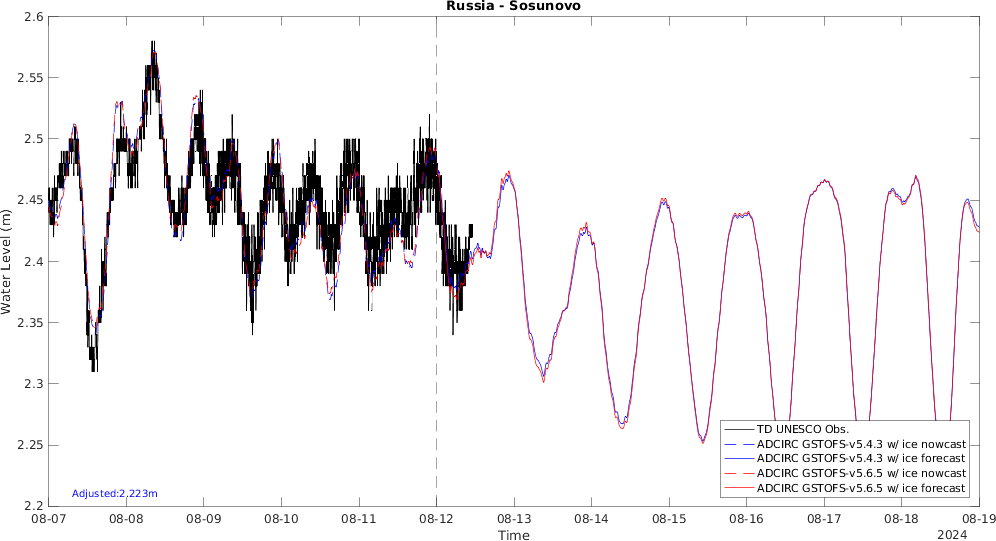 Russia - Sosunovo
2.6
2.55
2.5
2.45
2.4
2.35
2.3
2.25
2.2
Water Level (m)
Adjusted:2.223m
TD UNESCO Obs.
ADCIRC GSTOFS-v5.4.3 w/ ice nowcast
ADCIRC GSTOFS-v5.4.3 w/ ice forecast
ADCIRC GSTOFS-v5.6.5 w/ ice nowcast
ADCIRC GSTOFS-v5.6.5 w/ ice forecast
08-07 08-08 08-09 08-10 08-11 08-12 08-13 08-14 08-15 08-16 08-17 08-18 08-19
Time
2024